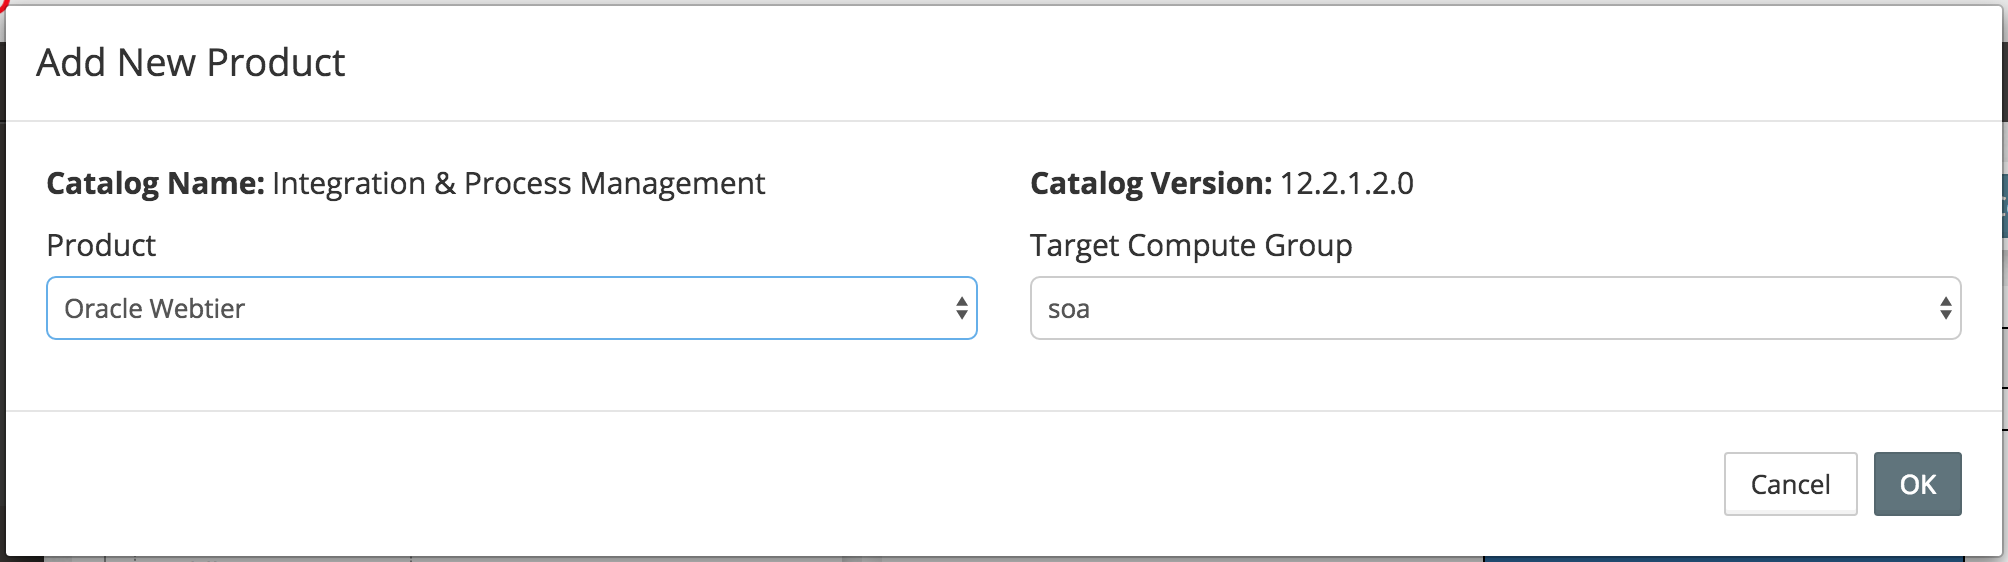 Add New Product
Catalog Name: Integration & Process Management
Catalog Version: 12.2.1.2.0
Product
Target Compute Group
Oracle Webtier
soa
Cancel
OK